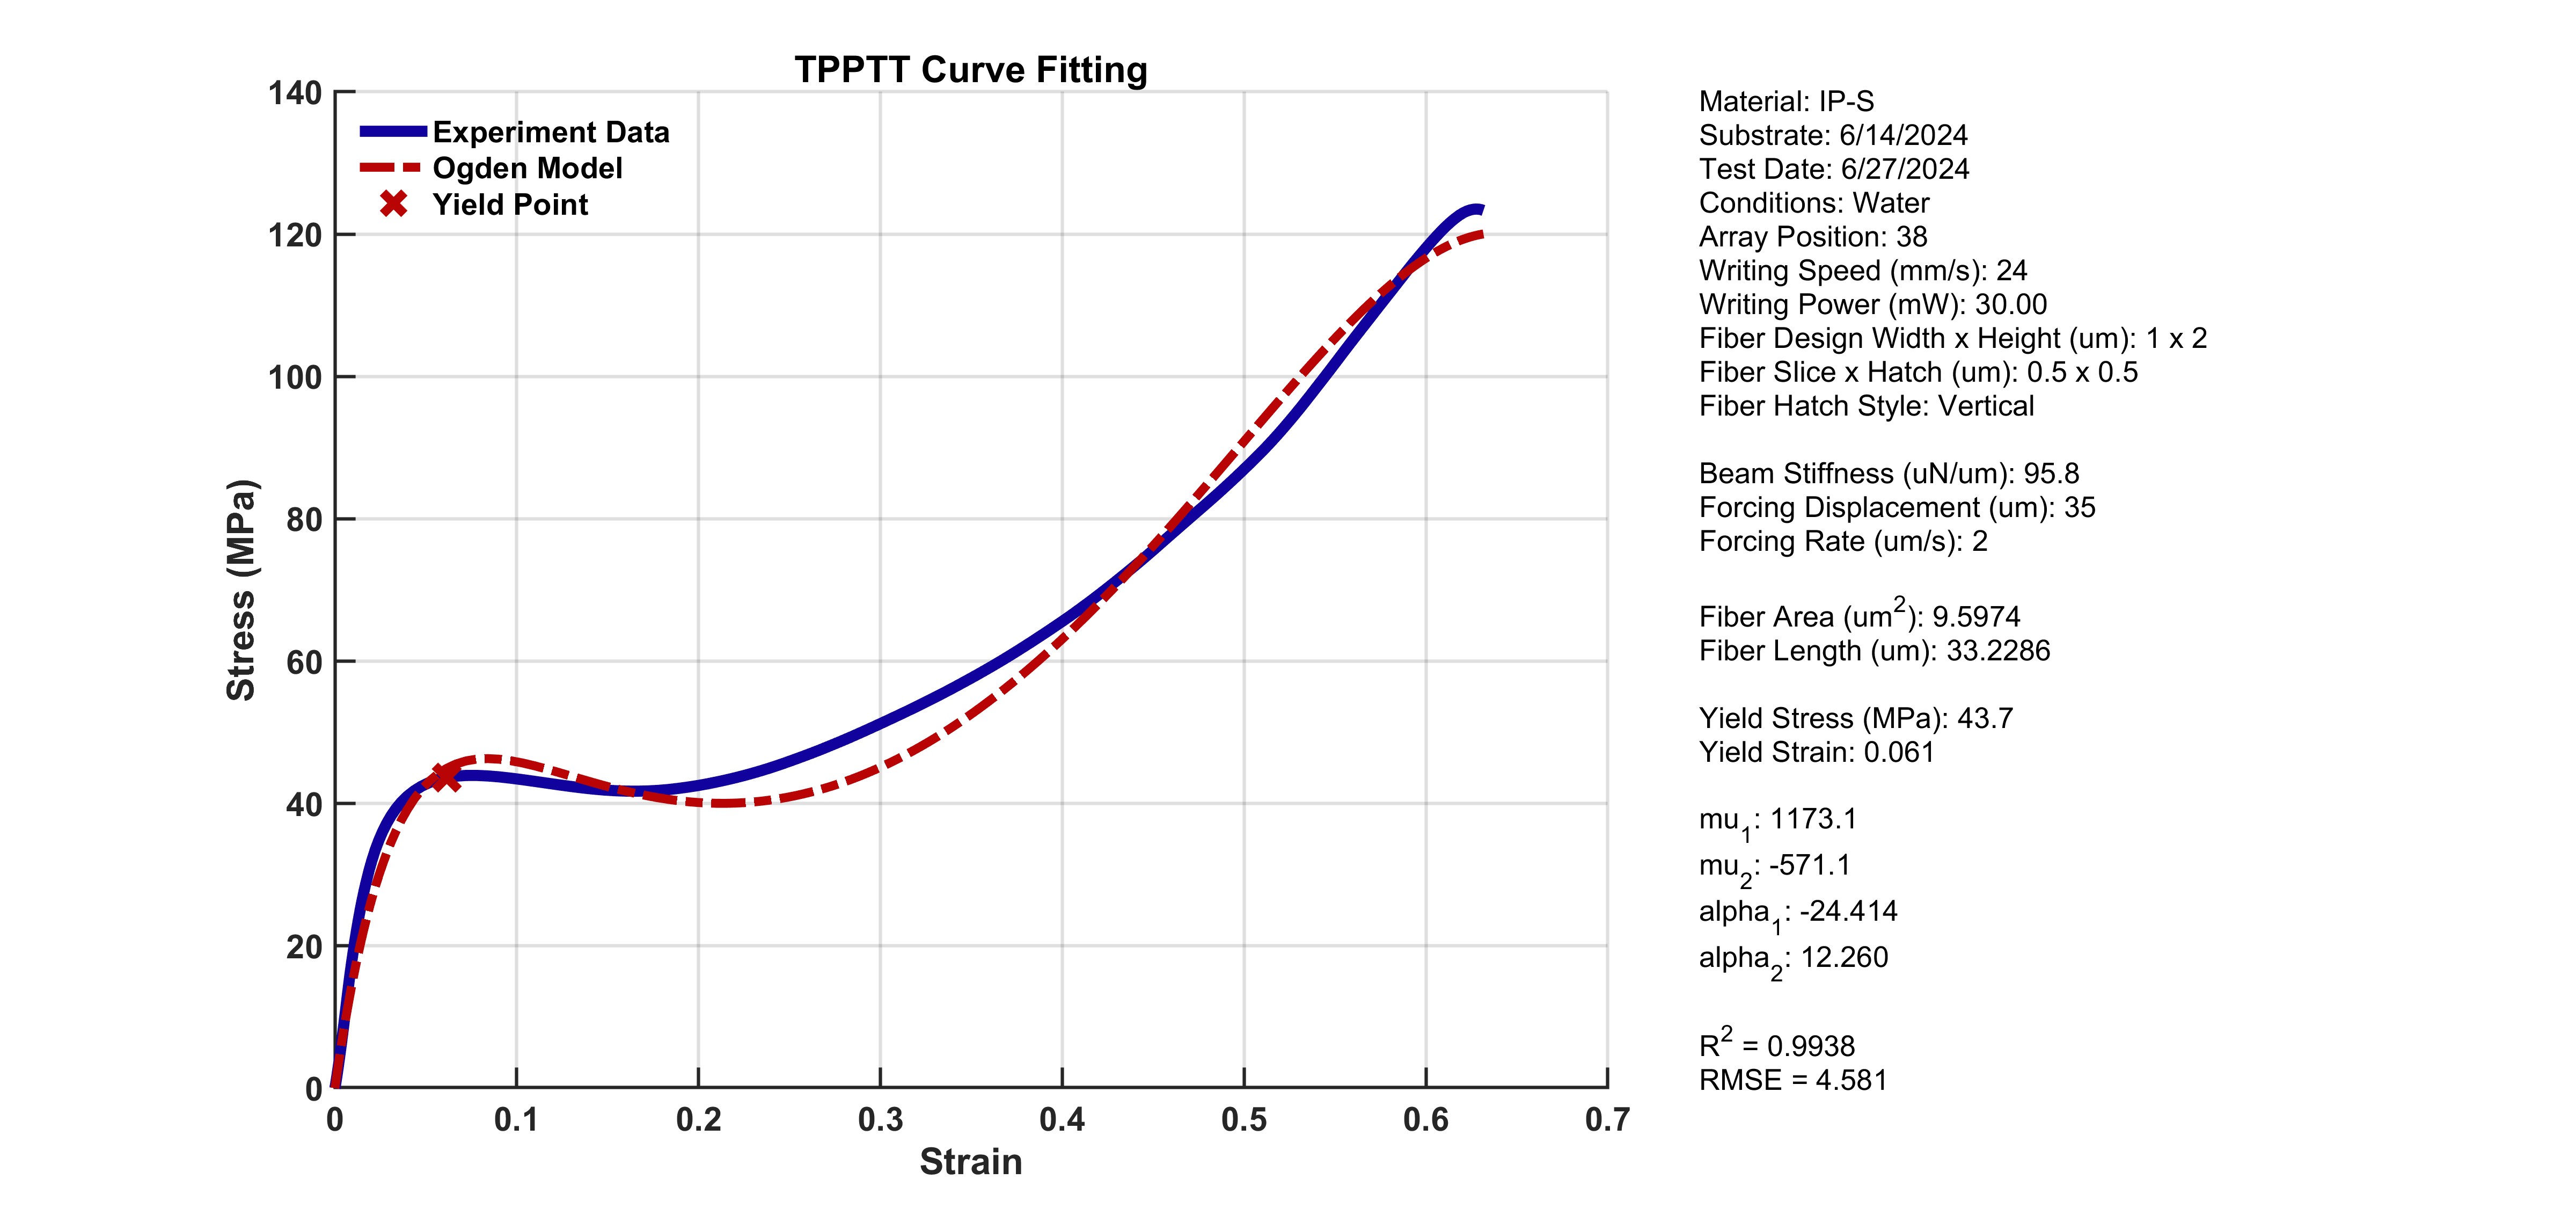 TPPTT Curve Fitting
140
120
100
80
60
40
20
0
Stress (MPa)
Experiment Data
Ogden Model
Yield Point
0 0.1 0.2 0.3 0.4 0.5 0.6 0.7
Strain
Material: IP-S
Substrate: 6/14/2024
Test Date: 6/27/2024
Conditions: Water
Array Position: 38
Writing Speed (mm/s): 24
Writing Power (mW): 30.00
Fiber Design Width x Height (um): 1 x 2
Fiber Slice x Hatch (um): 0.5 x 0.5
Fiber Hatch Style: Vertical
Beam Stiffness (uN/um): 95.8
Forcing Displacement (um): 35
Forcing Rate (um/s): 2
Fiber Area (um²): 9.5974
Fiber Length (um): 33.2286
Yield Stress (MPa): 43.7
Yield Strain: 0.061
mu₁: 1173.1
mu₂: -571.1
alpha₁: -24.414
alpha₂: 12.260
R² = 0.9938
RMSE = 4.581